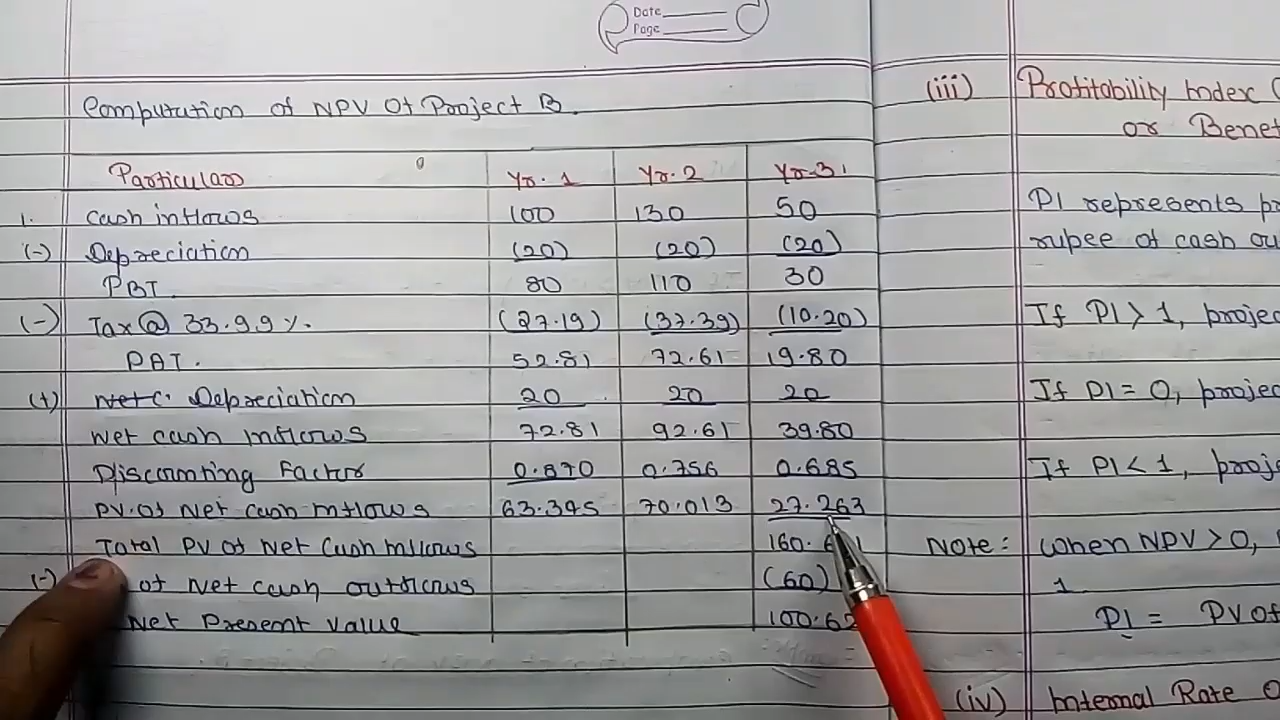 Date
Page
Computation of NPV Of Project B.
Particulars Yr. 1 Yr. 2 Yr. 3
1. Cash inflows 100 130 50
(-) Depreciation (20) (20) (20)
PBT 80 110 30
(-) Tax @ 33.99%. (27.19) (37.39) (10.20)
PAT. 52.81 72.61 19.80
(+) Net C. Depreciation 20 20 20
Net cash inflows 72.81 92.61 39.80
Discounting Factor 0.870 0.756 0.685
PV. of Net Cash inflows 63.345 70.013 27.263
Total PV of Net Cash inflows 160.
(-) of Net cash outflows (60)
Net Present value 100.62
(iii) Profitability Index (
or Benef
PI represents pr
rupee of cash ou
If PI > 1, projec
If PI = 0, projec
If PI < 1, proje
Note: When NPV > 0,
1
PI = PV of
(iv) Internal Rate O